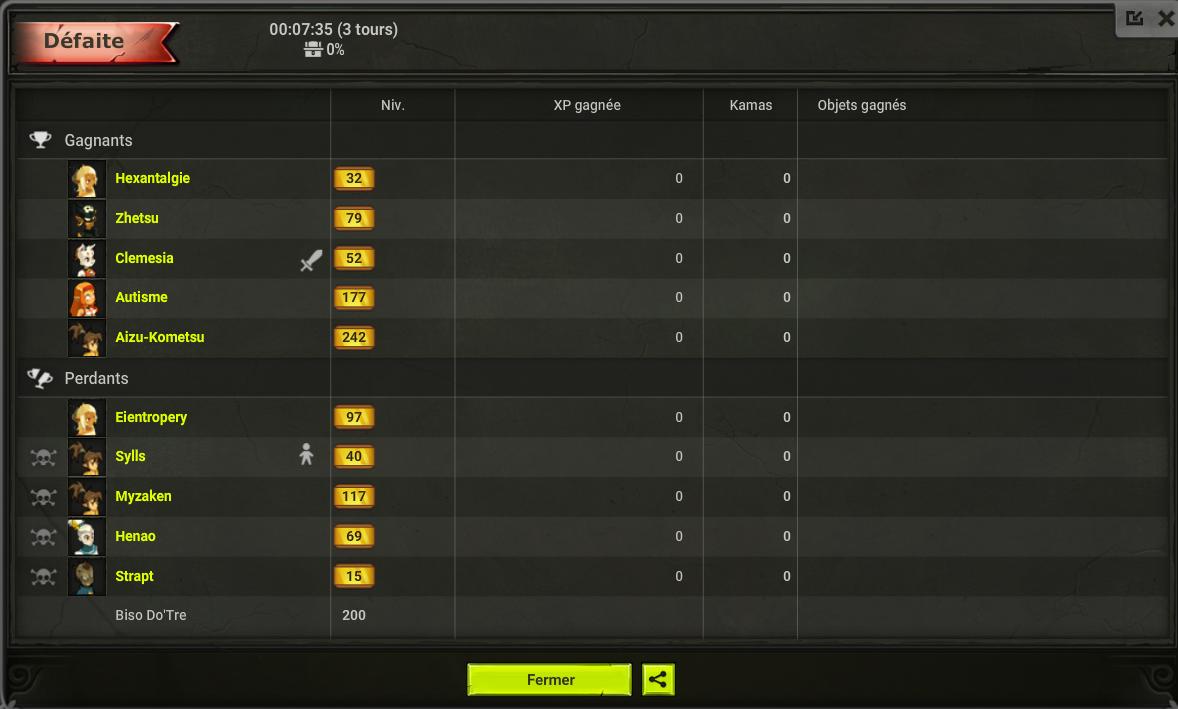 Défaite
00:07:35 (3 tours)
0%
Niv. XP gagnée Kamas Objets gagnés
Gagnants
Hexantalgie 32 0 0
Zhetsu 79 0 0
Clemesia 52 0 0
Autisme 177 0 0
Aizu-Kometsu 242 0 0
Perdants
Eientropery 97 0 0
Sylls 40 0 0
Myzaken 117 0 0
Henao 69 0 0
Strapt 15 0 0
Biso Do'Tre 200
Fermer